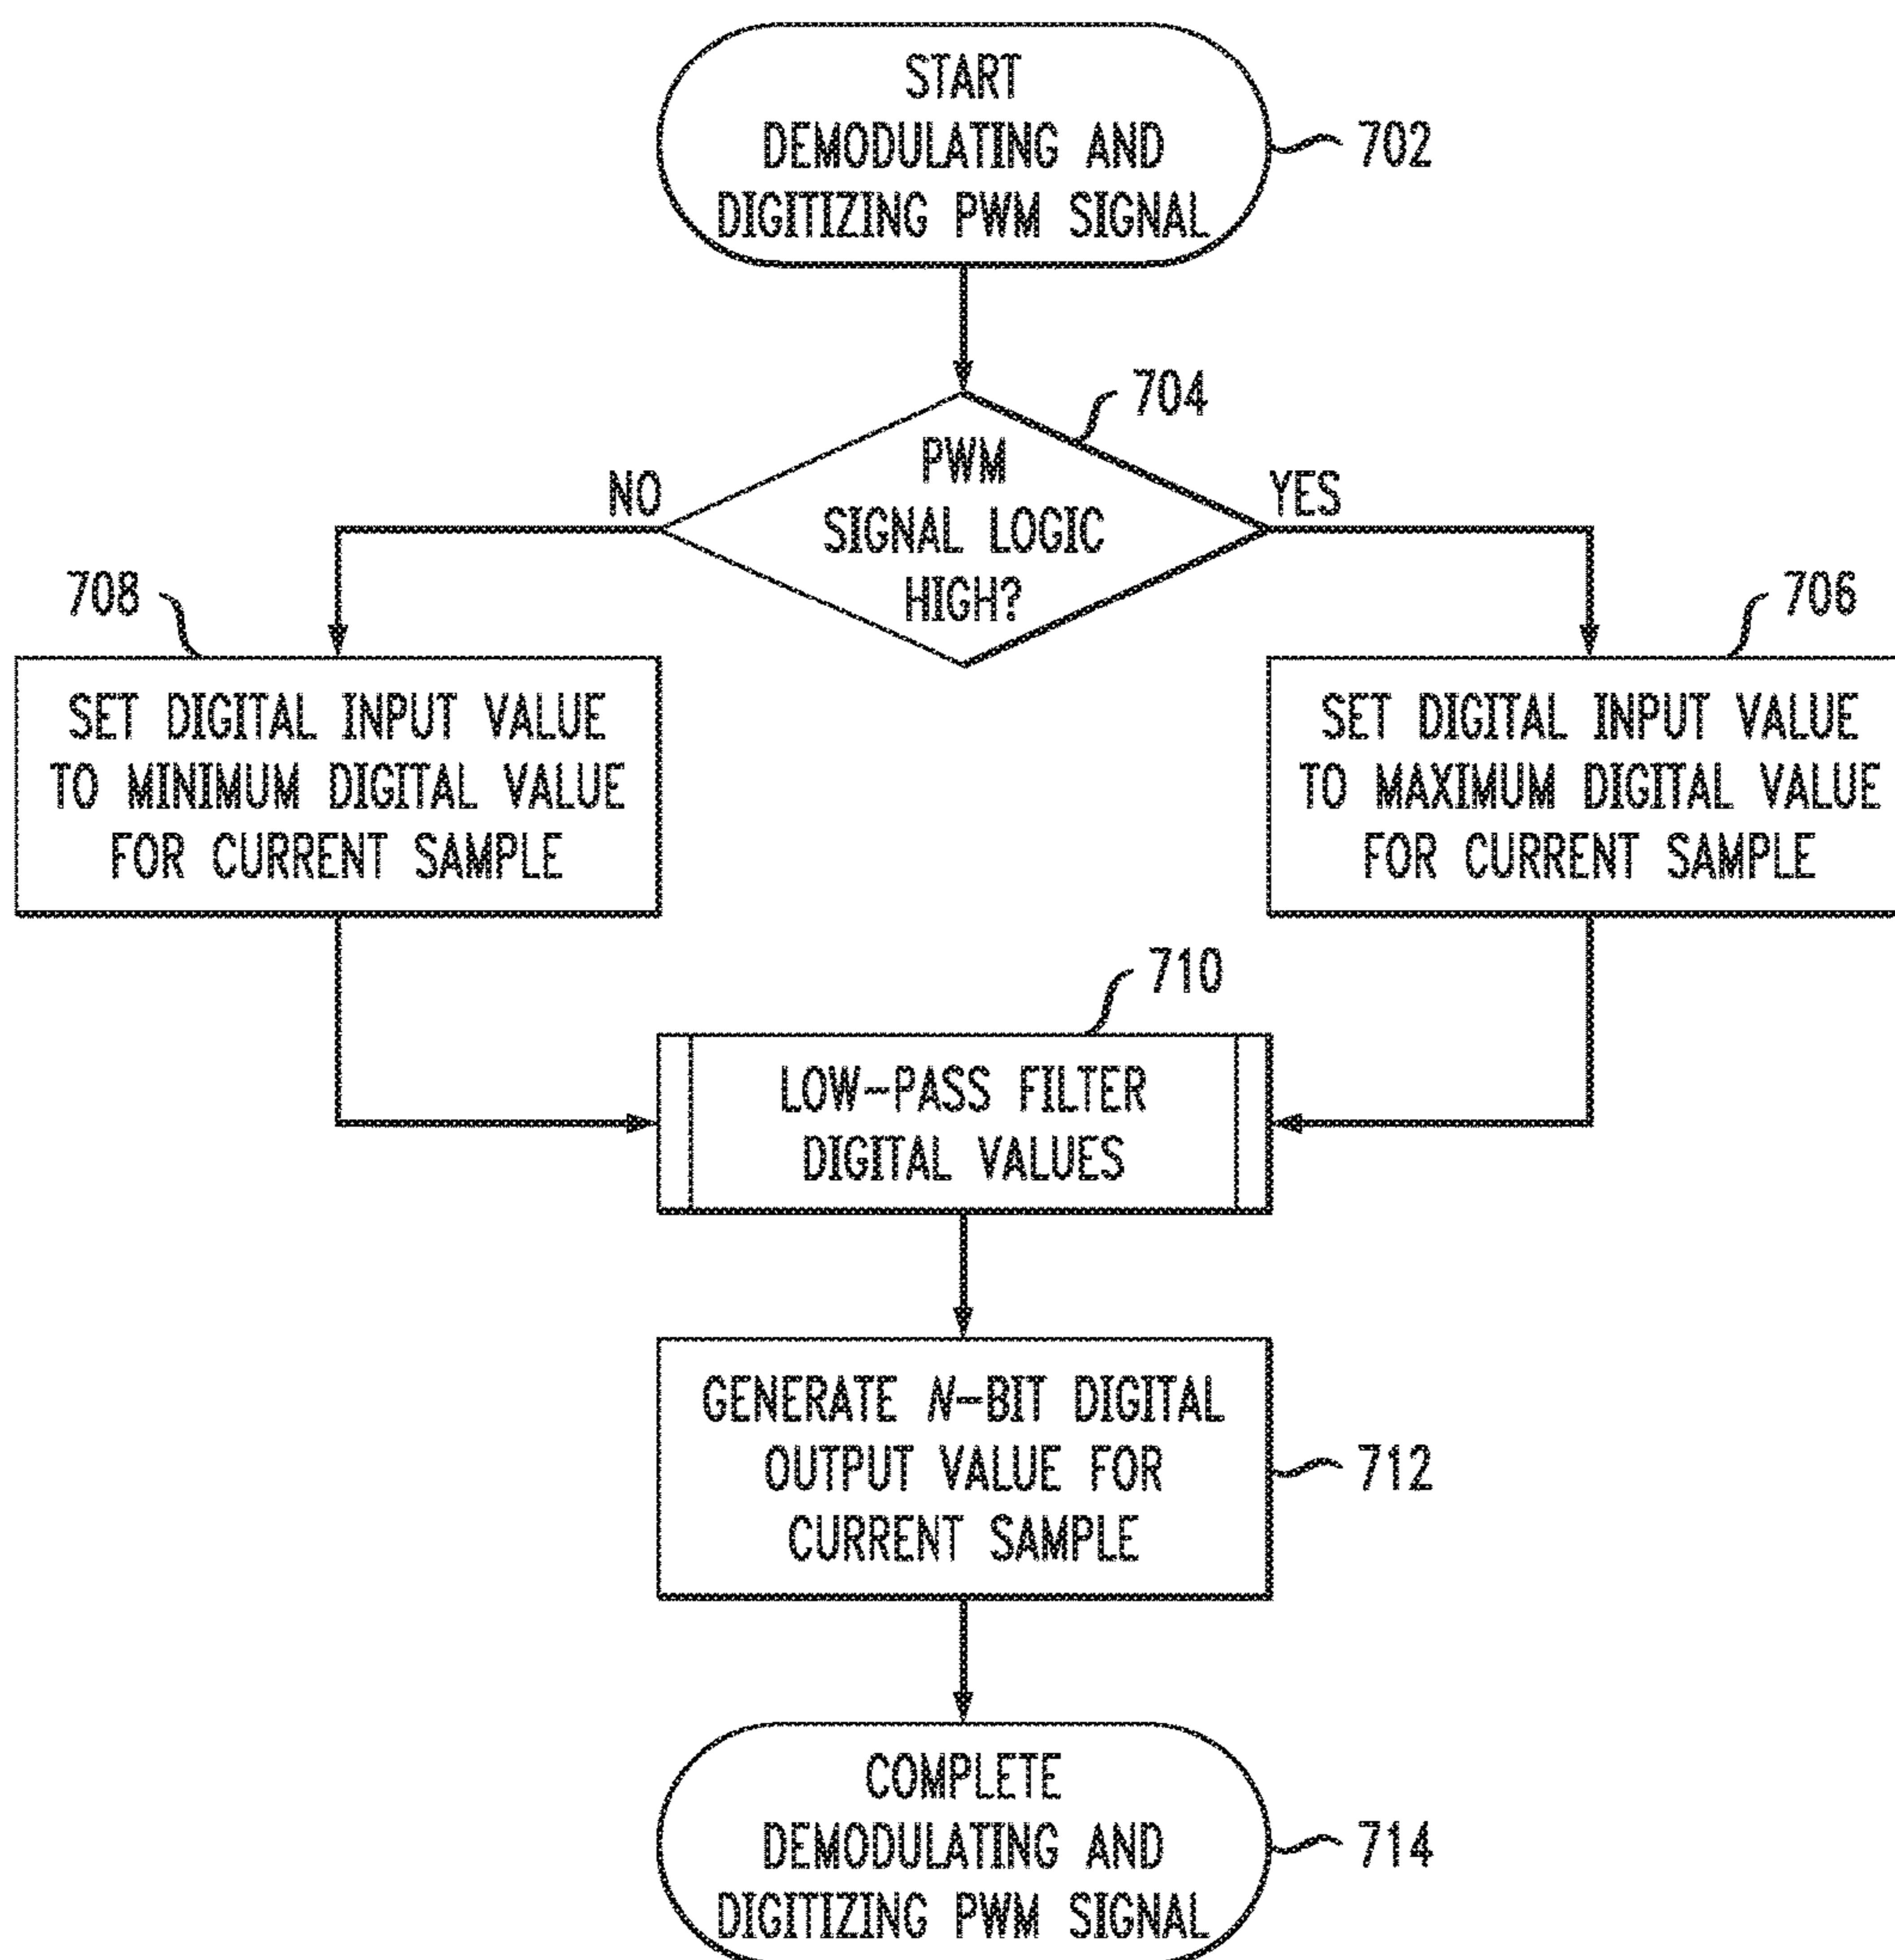 START
DEMODULATING AND
DIGITIZING PWM SIGNAL
702
704
PWM
SIGNAL LOGIC
HIGH?
NO
YES
708
706
SET DIGITAL INPUT VALUE
TO MINIMUM DIGITAL VALUE
FOR CURRENT SAMPLE
SET DIGITAL INPUT VALUE
TO MAXIMUM DIGITAL VALUE
FOR CURRENT SAMPLE
710
LOW-PASS FILTER
DIGITAL VALUES
GENERATE N-BIT DIGITAL
OUTPUT VALUE FOR
CURRENT SAMPLE
712
COMPLETE
DEMODULATING AND
DIGITIZING PWM SIGNAL
714